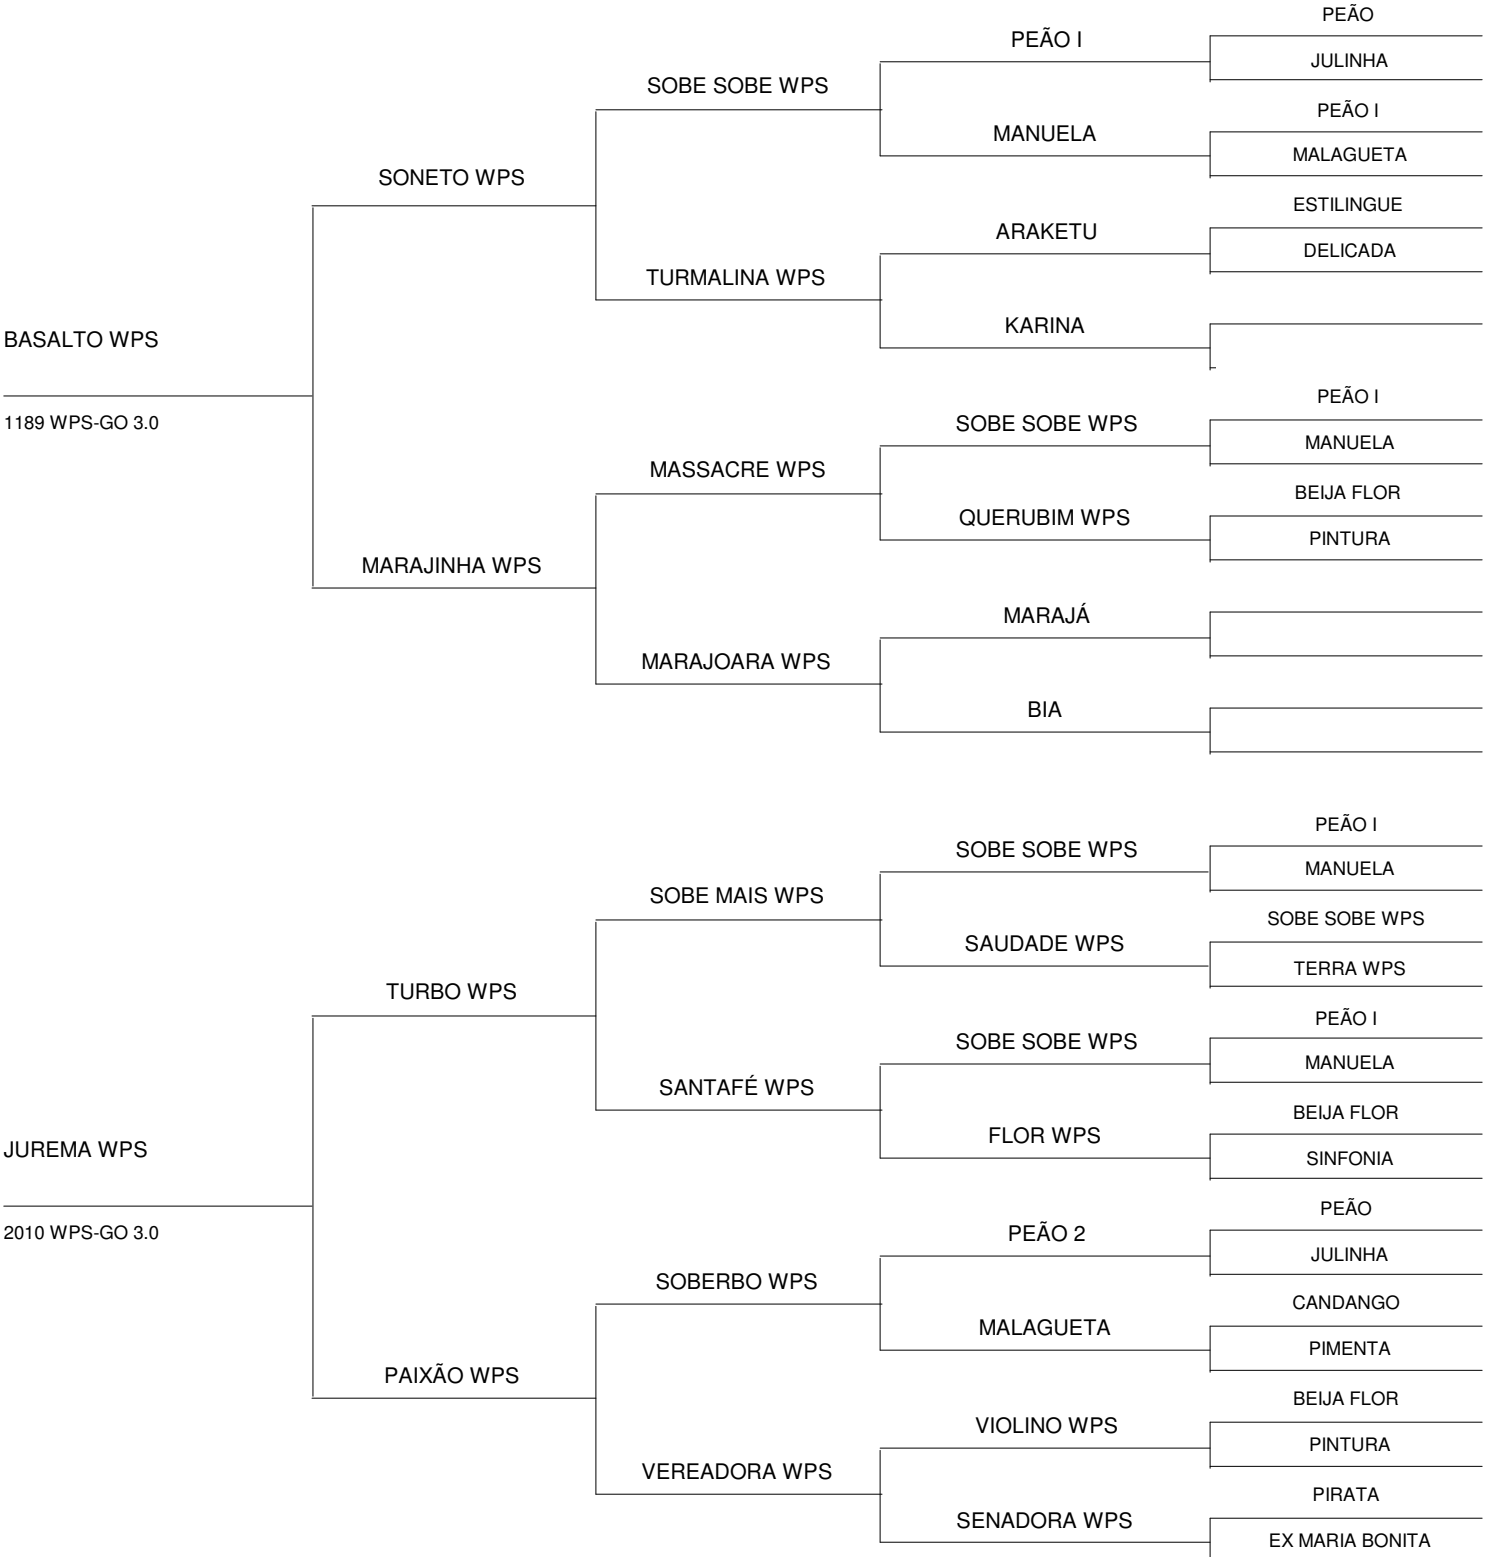 PEÃO
PEÃO I
JULINHA
SOBE SOBE WPS
PEÃO I
MANUELA
MALAGUETA
SONETO WPS
ESTILINGUE
ARAKETU
DELICADA
TURMALINA WPS
KARINA
BASALTO WPS
1189 WPS-GO 3.0
PEÃO I
SOBE SOBE WPS
MANUELA
MASSACRE WPS
BEIJA FLOR
QUERUBIM WPS
PINTURA
MARAJINHA WPS
MARAJÁ
MARAJOARA WPS
BIA
PEÃO I
SOBE SOBE WPS
MANUELA
SOBE MAIS WPS
SOBE SOBE WPS
SAUDADE WPS
TERRA WPS
TURBO WPS
PEÃO I
SOBE SOBE WPS
MANUELA
SANTAFÉ WPS
BEIJA FLOR
FLOR WPS
SINFONIA
JUREMA WPS
2010 WPS-GO 3.0
PEÃO
PEÃO 2
JULINHA
SOBERBO WPS
CANDANGO
MALAGUETA
PIMENTA
PAIXÃO WPS
BEIJA FLOR
VIOLINO WPS
PINTURA
VEREADORA WPS
PIRATA
SENADORA WPS
EX MARIA BONITA